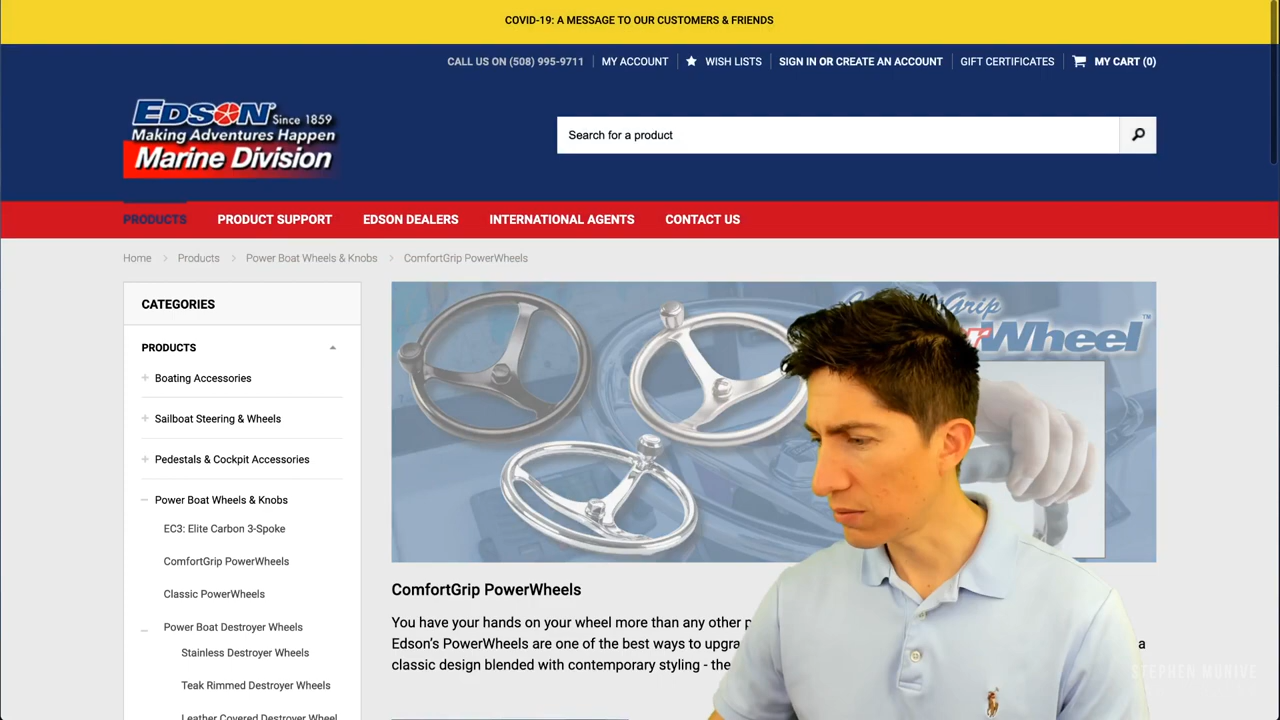 COVID-19: A MESSAGE TO OUR CUSTOMERS & FRIENDS
CALL US ON (508) 995-9711 MY ACCOUNT WISH LISTS SIGN IN OR CREATE AN ACCOUNT GIFT CERTIFICATES MY CART (0)
EDSON Since 1859
Making Adventures Happen
Marine Division
Search for a product
PRODUCTS PRODUCT SUPPORT EDSON DEALERS INTERNATIONAL AGENTS CONTACT US
Home Products Power Boat Wheels & Knobs ComfortGrip PowerWheels
CATEGORIES
PRODUCTS
Boating Accessories
Sailboat Steering & Wheels
Pedestals & Cockpit Accessories
Power Boat Wheels & Knobs
EC3: Elite Carbon 3-Spoke
ComfortGrip PowerWheels
Classic PowerWheels
Power Boat Destroyer Wheels
Stainless Destroyer Wheels
Teak Rimmed Destroyer Wheels
Leather Covered Destroyer Wheel
Grip
Wheel™
ComfortGrip PowerWheels
You have your hands on your wheel more than any other
Edson's PowerWheels are one of the best ways to a
classic design blended with contemporary styling - the
STEPHEN